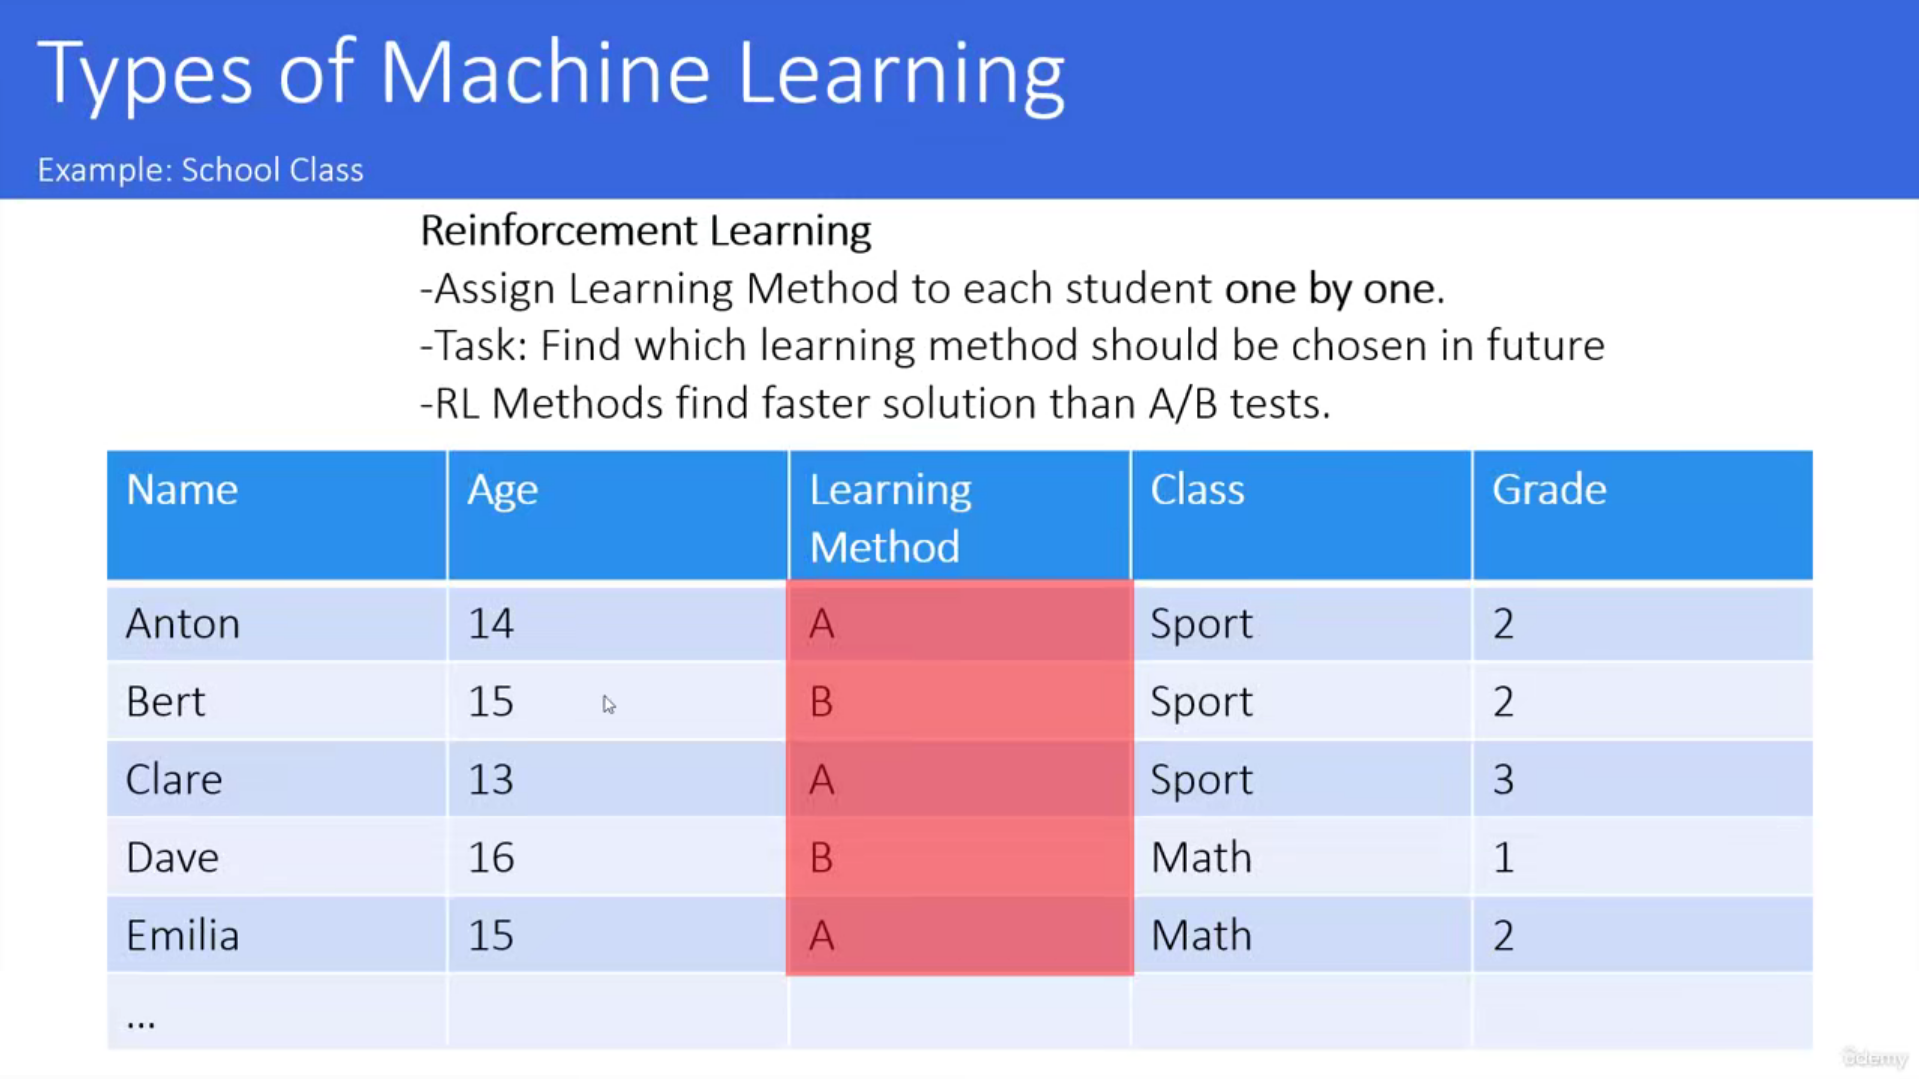 Types of Machine Learning
Example: School Class
Reinforcement Learning
-Assign Learning Method to each student one by one.
-Task: Find which learning method should be chosen in future
-RL Methods find faster solution than A/B tests.
Name Age Learning Method Class Grade
Anton 14 A Sport 2
Bert 15 B Sport 2
Clare 13 A Sport 3
Dave 16 B Math 1
Emilia 15 A Math 2
...
ûdemy